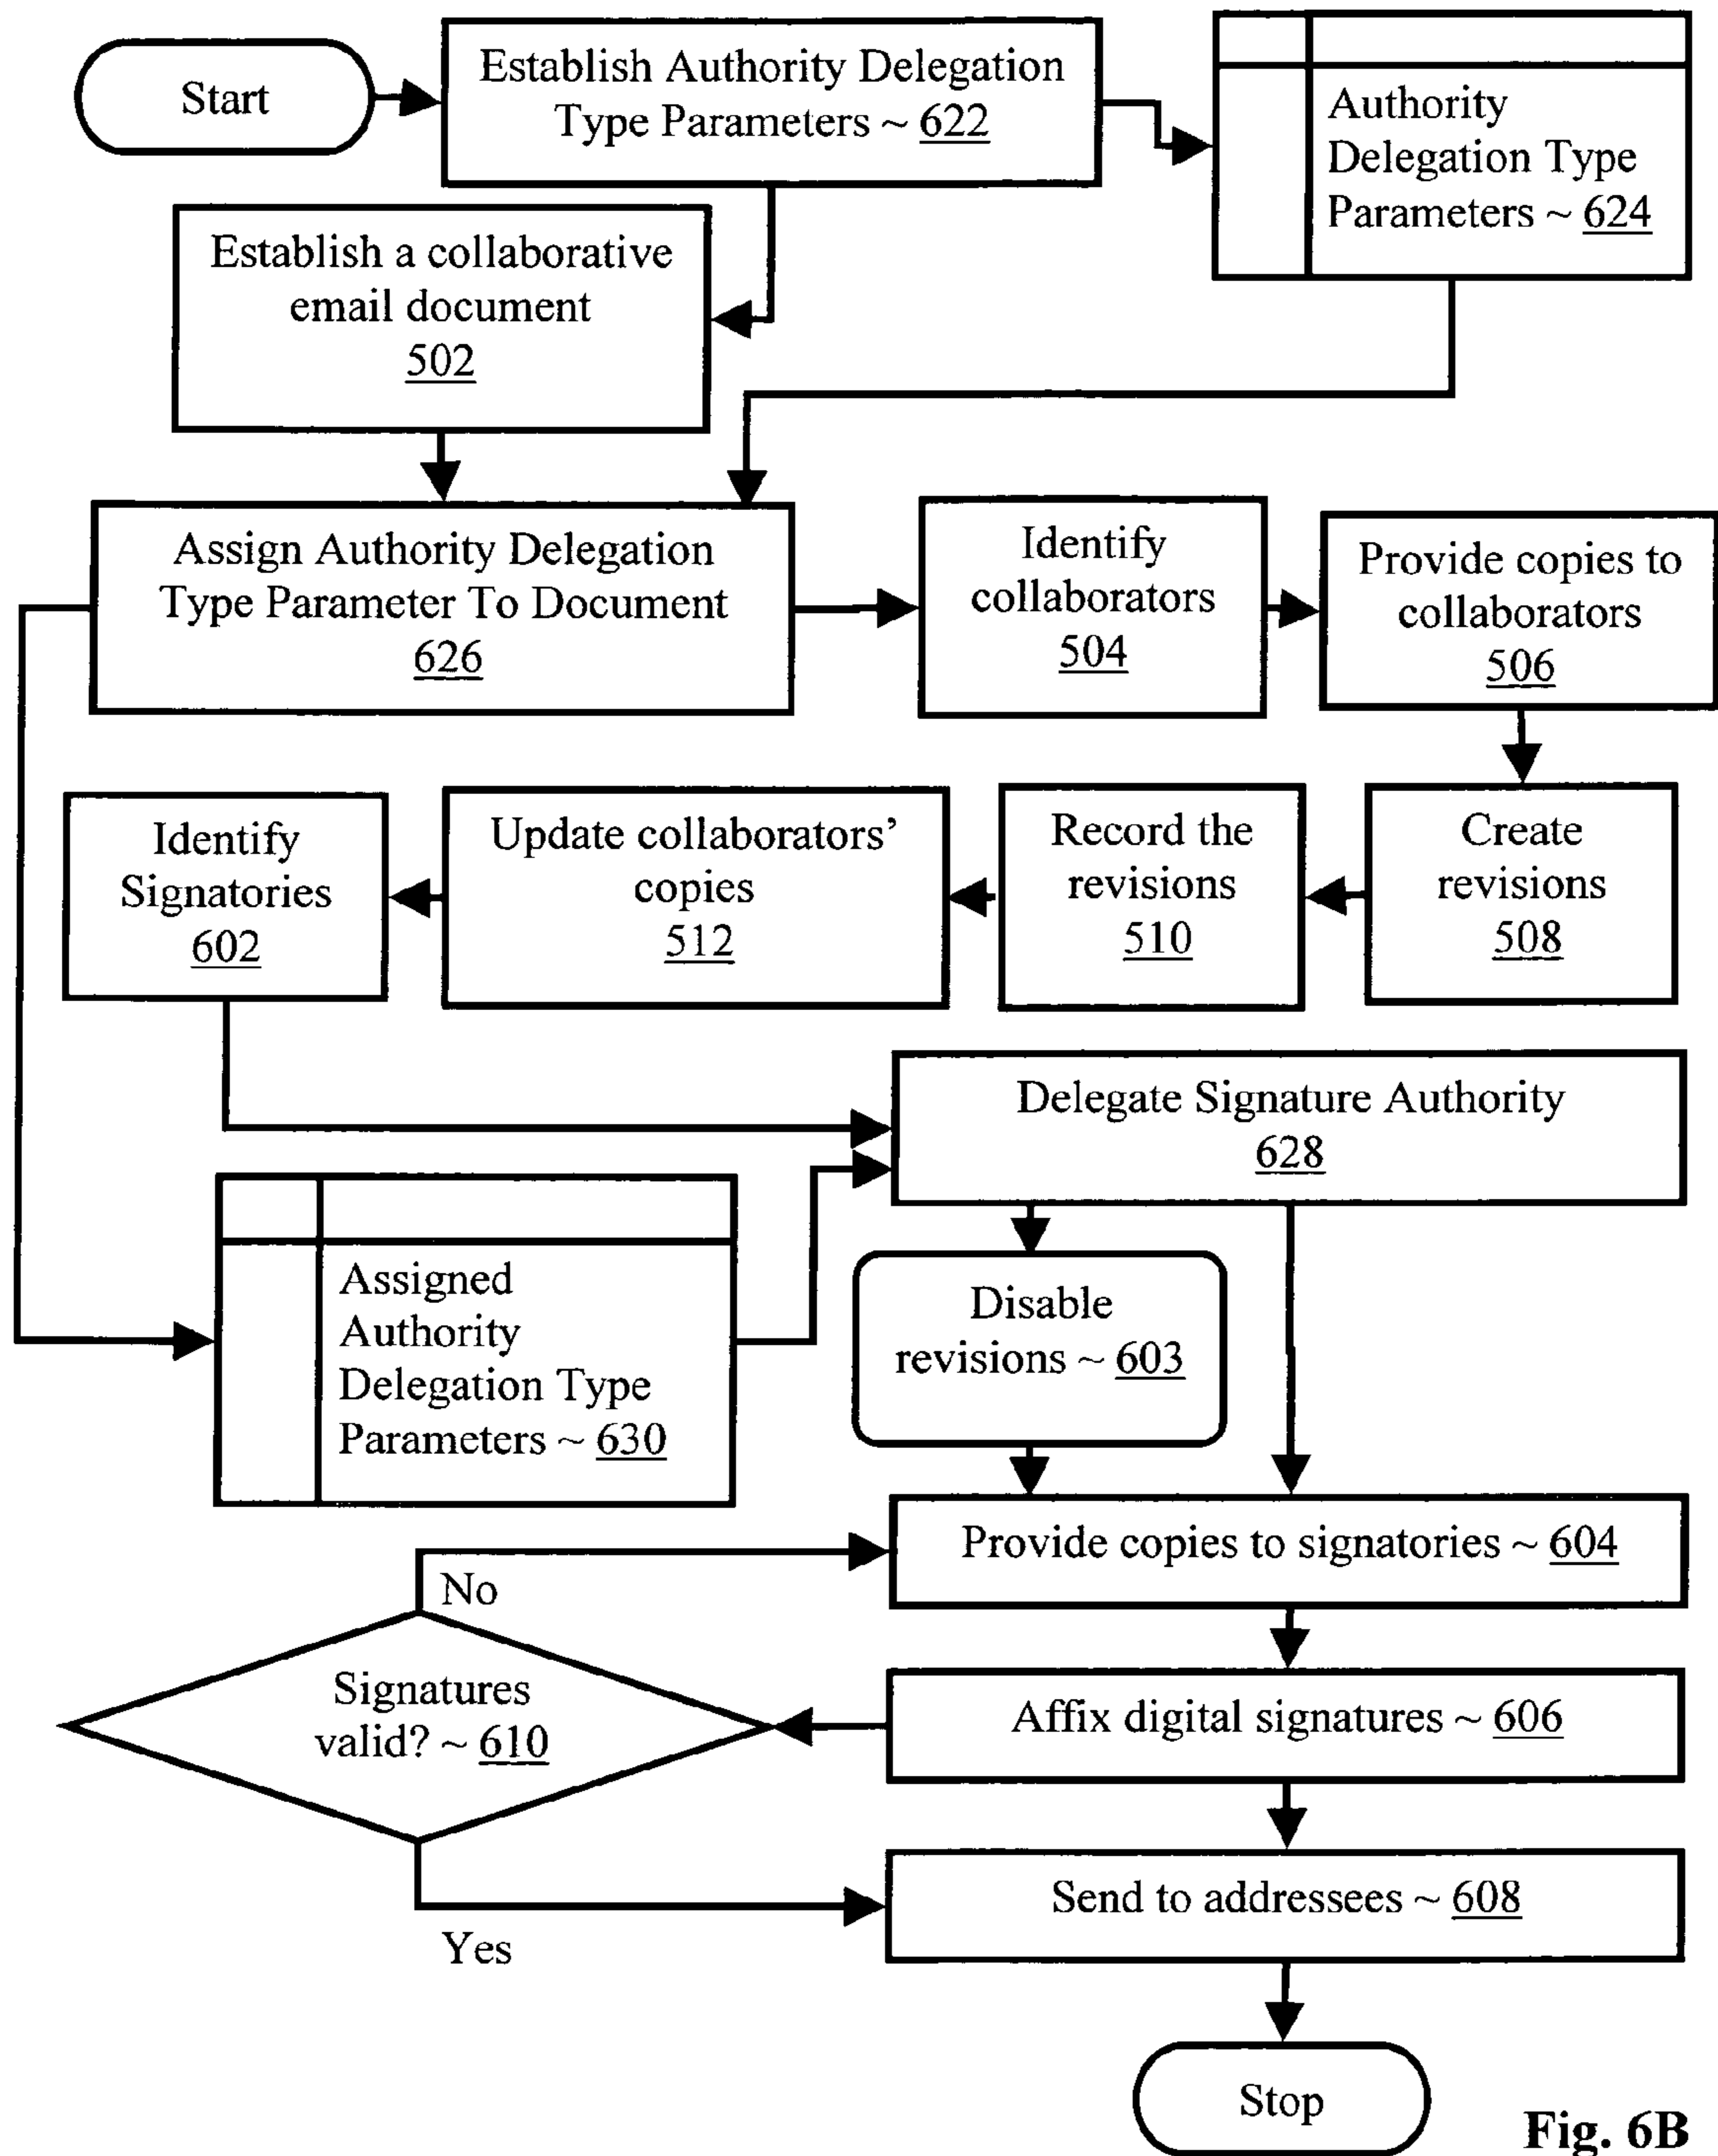 Start
Establish Authority Delegation
Type Parameters ~ 622
Authority
Delegation Type
Parameters ~ 624
Establish a collaborative
email document
502
Assign Authority Delegation
Type Parameter To Document
626
Identify
collaborators
504
Provide copies to
collaborators
506
Identify
Signatories
602
Update collaborators’
copies
512
Record the
revisions
510
Create
revisions
508
Delegate Signature Authority
628
Assigned
Authority
Delegation Type
Parameters ~ 630
Disable
revisions ~ 603
Provide copies to signatories ~ 604
No
Signatures
valid? ~ 610
Affix digital signatures ~ 606
Send to addressees ~ 608
Yes
Stop
Fig. 6B